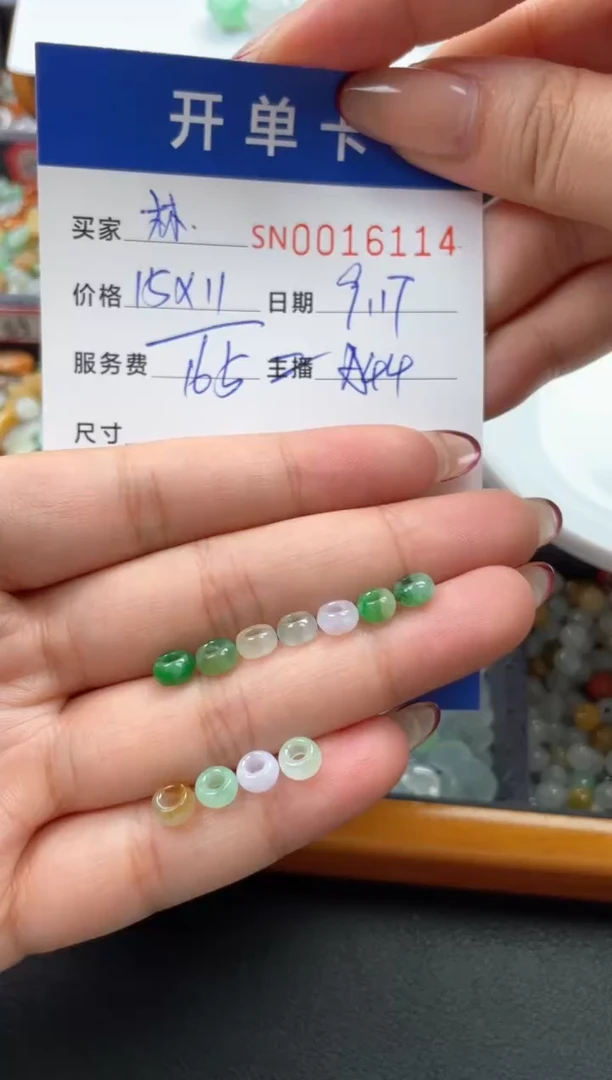 开单卡
买家 林. SN0016114
价格 15X11 日期 9.17
服务费 165 主播 A44
尺寸